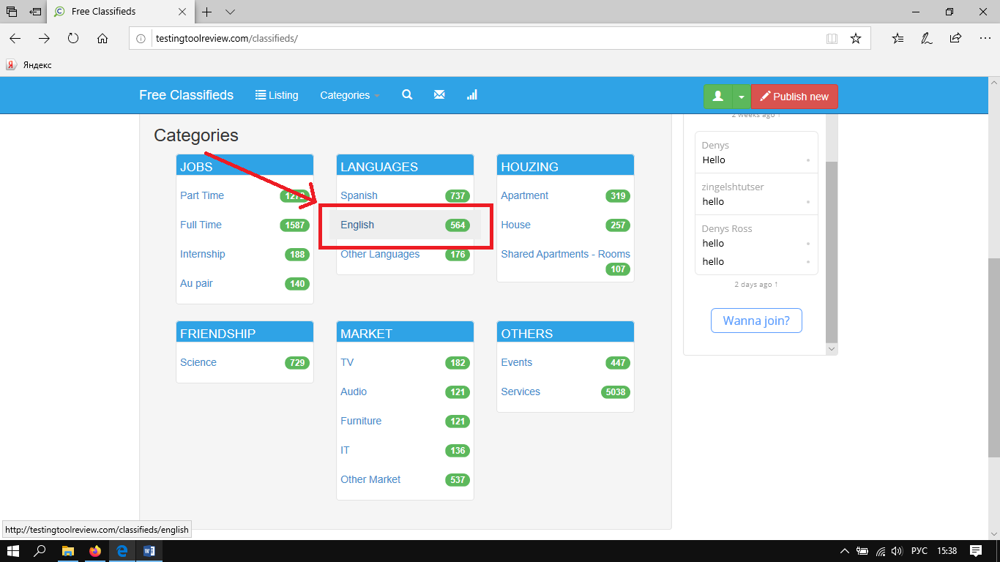 Free Classifieds
testingtoolreview.com/classifieds/
Яндекс
Free Classifieds Listing Categories Publish new
2 weeks ago ↑
Categories
JOBS
Part Time 1272
Full Time 1587
Internship 188
Au pair 140
LANGUAGES
Spanish 737
English 564
Other Languages 176
HOUZING
Apartment 319
House 257
Shared Apartments - Rooms
107
FRIENDSHIP
Science 729
MARKET
TV 182
Audio 121
Furniture 121
IT 136
Other Market 537
OTHERS
Events 447
Services 5038
Denys
Hello
zingelshtutser
hello
Denys Ross
hello
hello
2 days ago ↑
Wanna join?
http://testingtoolreview.com/classifieds/english
РУС 15:38